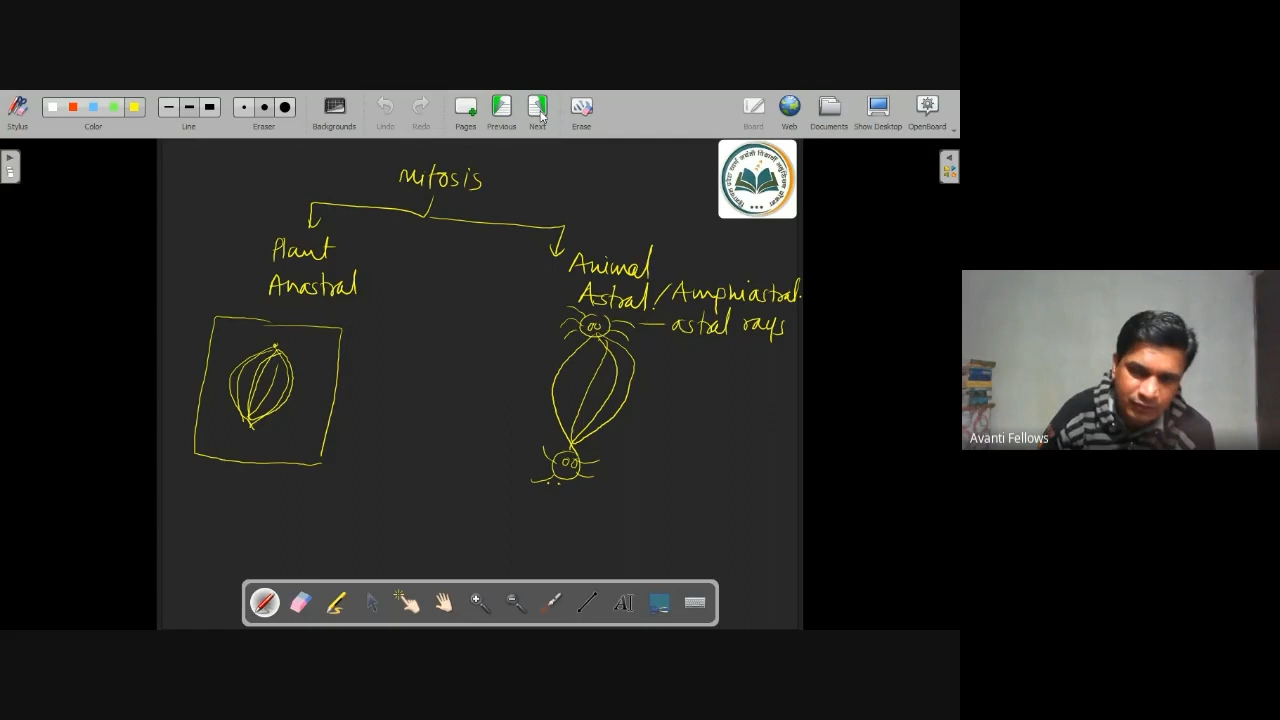 Stylus
Color
Line
Eraser
Backgrounds
Undo
Redo
Pages
Previous
Next
Erase
Board
Web
Documents
Show Desktop
OpenBoard
Mitosis
Plant
Anastral
Animal
Astral / Amphiastral.
astral rays
Avanti Fellows